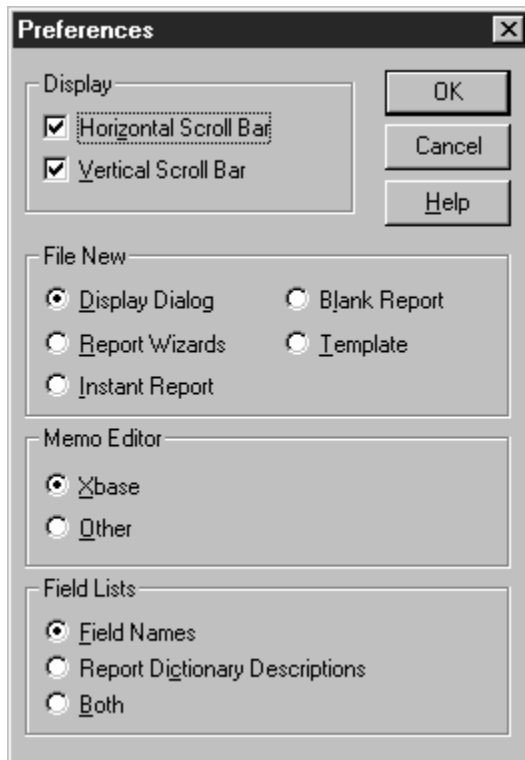 Preferences
Display
Horizontal Scroll Bar
Vertical Scroll Bar
OK
Cancel
Help
File New
Display Dialog
Blank Report
Report Wizards
Template
Instant Report
Memo Editor
Xbase
Other
Field Lists
Field Names
Report Dictionary Descriptions
Both